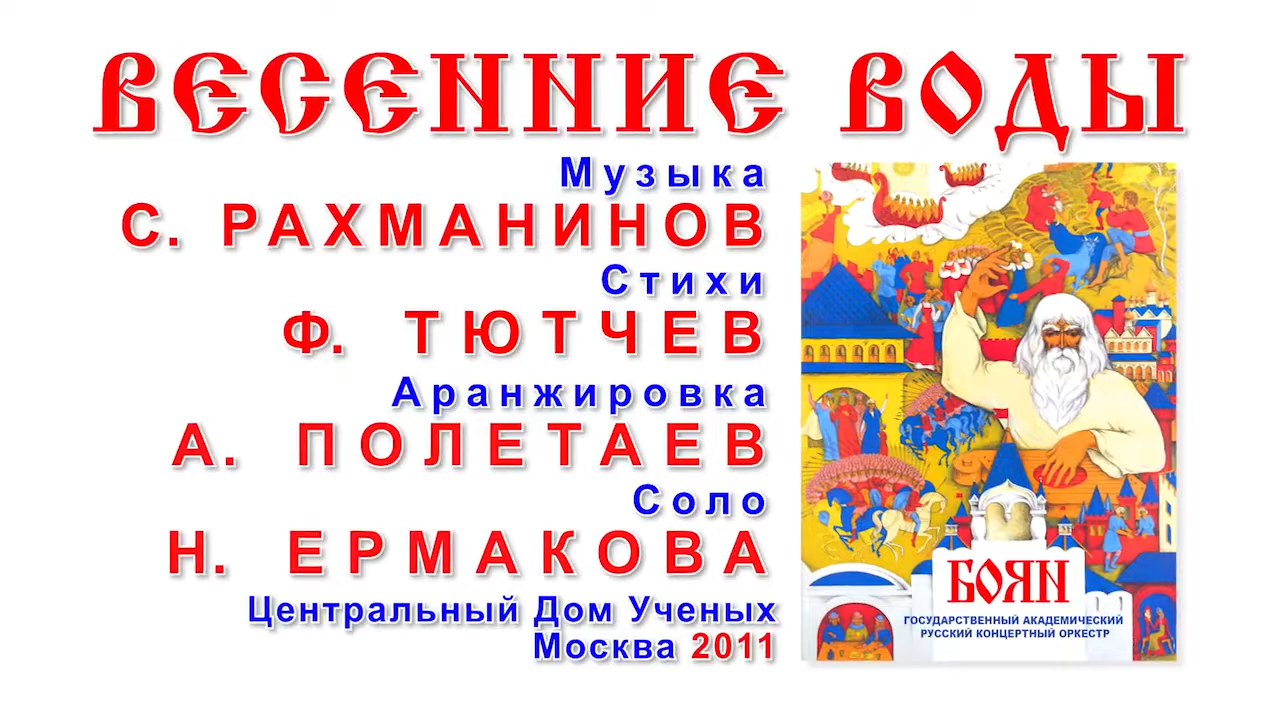 ВЕСЕННИЕ ВОДЫ
Музыка
С. РАХМАНИНОВ
Стихи
Ф. ТЮТЧЕВ
Аранжировка
А. ПОЛЕТАЕВ
Соло
Н. ЕРМАКОВА
Центральный Дом Ученых
Москва 2011
БОЯН
ГОСУДАРСТВЕННЫЙ АКАДЕМИЧЕСКИЙ
РУССКИЙ КОНЦЕРТНЫЙ ОРКЕСТР